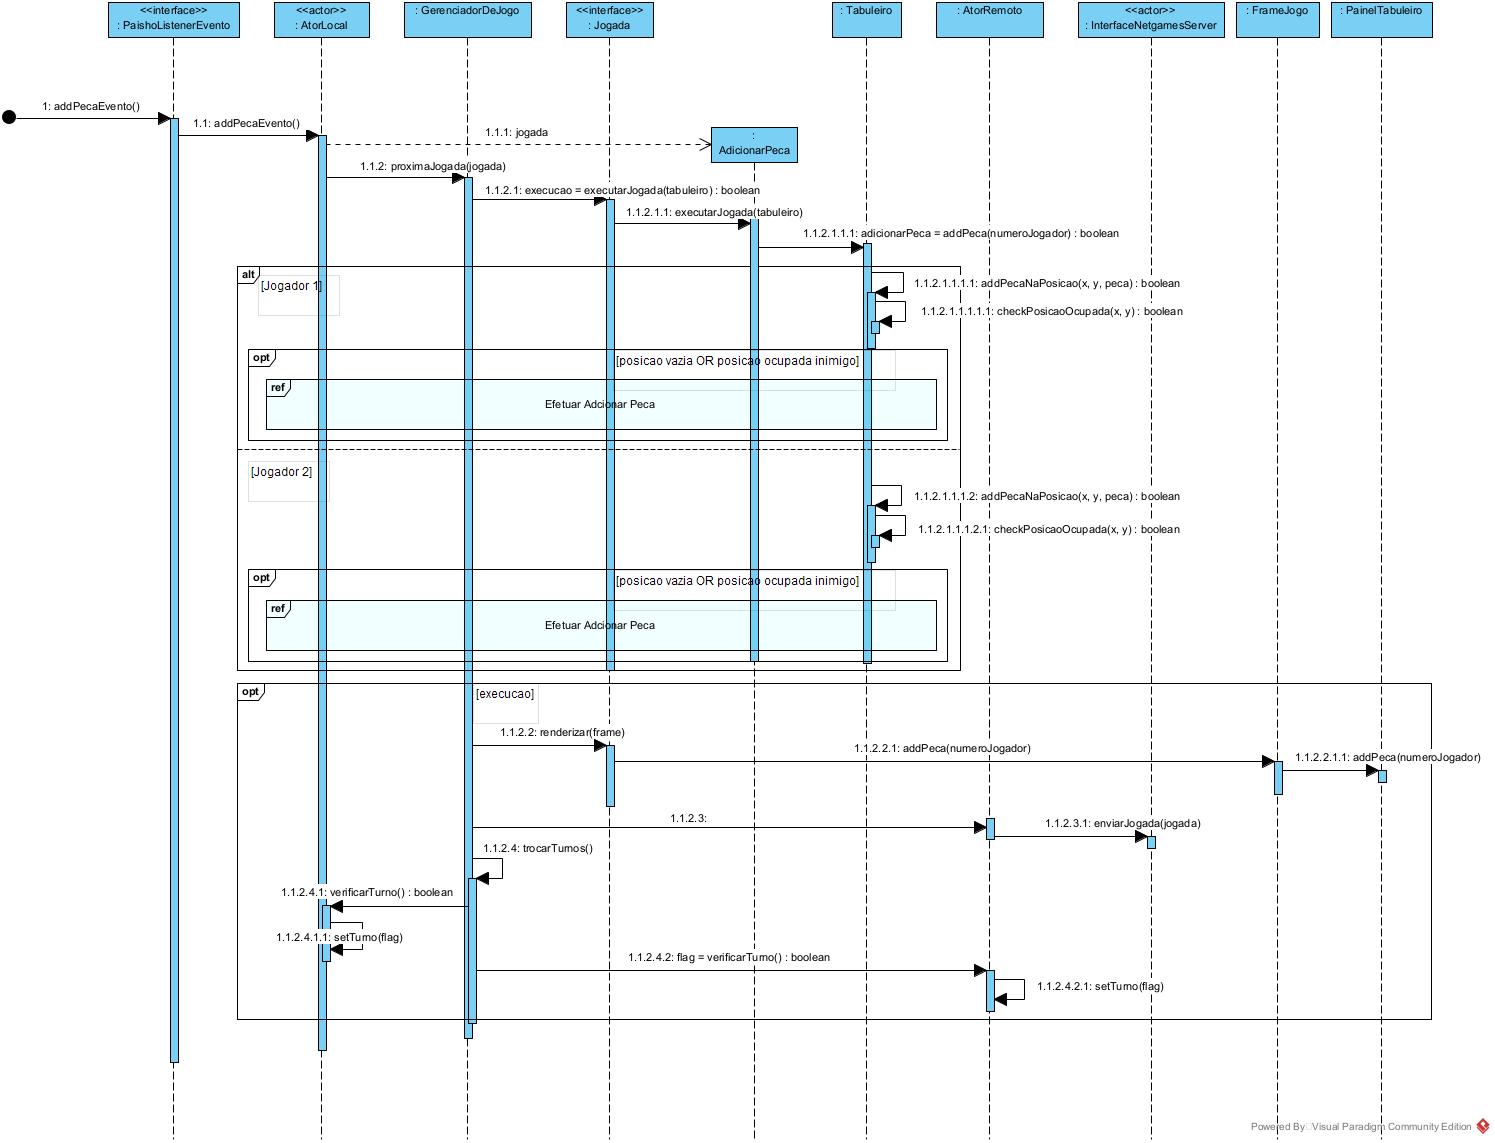 <<interface>>
: PaishoListenerEvento
<<actor>>
: AtorLocal
: GerenciadorDeJogo
<<interface>>
: Jogada
: Tabuleiro
: AtorRemoto
<<actor>>
: InterfaceNetgamesServer
: FrameJogo
: PainelTabuleiro
1: addPecaEvento()
1.1: addPecaEvento()
1.1.1: jogada
:
AdicionarPeca
1.1.2: proximaJogada(jogada)
1.1.2.1: execucao = executarJogada(tabuleiro) : boolean
1.1.2.1.1: executarJogada(tabuleiro)
1.1.2.1.1.1: adicionarPeca = addPeca(numeroJogador) : boolean
alt
[Jogador 1]
1.1.2.1.1.1.1: addPecaNaPosicao(x, y, peca) : boolean
1.1.2.1.1.1.1.1: checkPosicaoOcupada(x, y) : boolean
opt
[posicao vazia OR posicao ocupada inimigo]
ref
Efetuar Adcionar Peca
[Jogador 2]
1.1.2.1.1.1.2: addPecaNaPosicao(x, y, peca) : boolean
1.1.2.1.1.1.2.1: checkPosicaoOcupada(x, y) : boolean
opt
[posicao vazia OR posicao ocupada inimigo]
ref
Efetuar Adcionar Peca
opt
[execucao]
1.1.2.2: renderizar(frame)
1.1.2.2.1: addPeca(numeroJogador)
1.1.2.2.1.1: addPeca(numeroJogador)
1.1.2.3:
1.1.2.3.1: enviarJogada(jogada)
1.1.2.4: trocarTurnos()
1.1.2.4.1: verificarTurno() : boolean
1.1.2.4.1.1: setTurno(flag)
1.1.2.4.2: flag = verificarTurno() : boolean
1.1.2.4.2.1: setTurno(flag)
Powered By Visual Paradigm Community Edition